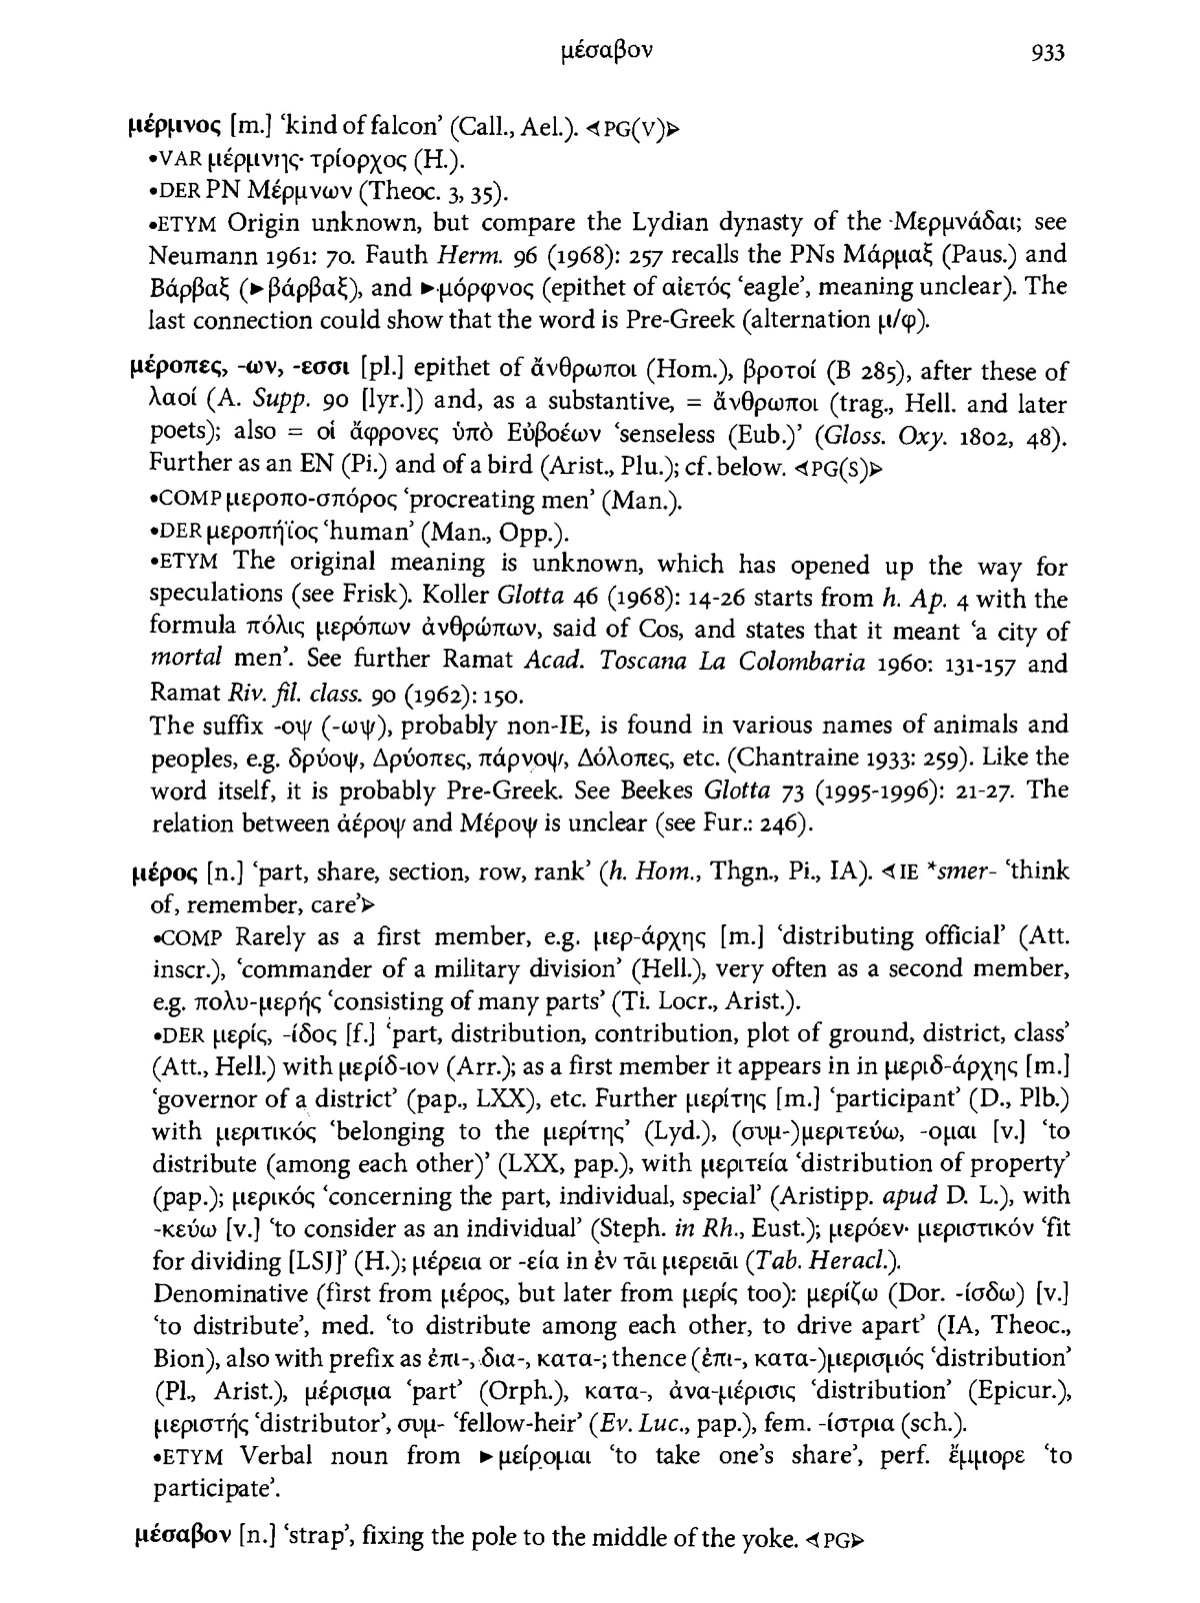 μέσαβον 933
μέρμνος [m.] ‘kind of falcon’ (Call., Ael.). ⊲PG(V)⊳
•VAR μέρμνης· τρίορχος (H.).
•DER PN Μέρμνων (Theoc. 3, 35).
•ETYM Origin unknown, but compare the Lydian dynasty of the Μερμνάδαι; see
Neumann 1961: 70. Fauth Herm. 96 (1968): 257 recalls the PNs Μάρμαξ (Paus.) and
Βάρβαξ (►βάρβαξ), and ►μόρφνος (epithet of αἰετός ‘eagle’, meaning unclear). The
last connection could show that the word is Pre-Greek (alternation μ/φ).
μέροπες, -ων, -εσσι [pl.] epithet of ἄνθρωποι (Hom.), βροτοί (B 285), after these of
λαοί (A. Supp. 90 [lyr.]) and, as a substantive, = ἄνθρωποι (trag., Hell. and later
poets); also = οἱ ἄφρονες ὑπὸ Εὐβοέων ‘senseless (Eub.)’ (Gloss. Oxy. 1802, 48).
Further as an EN (Pi.) and of a bird (Arist., Plu.); cf. below. ⊲PG(S)⊳
•COMP μεροπο-σπόρος ‘procreating men’ (Man.).
•DER μεροπήϊος ‘human’ (Man., Opp.).
•ETYM The original meaning is unknown, which has opened up the way for
speculations (see Frisk). Koller Glotta 46 (1968): 14-26 starts from h. Ap. 4 with the
formula πόλις μερόπων ἀνθρώπων, said of Cos, and states that it meant ‘a city of
mortal men’. See further Ramat Acad. Toscana La Colombaria 1960: 131-157 and
Ramat Riv. fil. class. 90 (1962): 150.
The suffix -οψ (-ωψ), probably non-IE, is found in various names of animals and
peoples, e.g. δρύοψ, Δρύοπες, πάρνοψ, Δόλοπες, etc. (Chantraine 1933: 259). Like the
word itself, it is probably Pre-Greek. See Beekes Glotta 73 (1995-1996): 21-27. The
relation between ἀέροψ and Μέροψ is unclear (see Fur.: 246).
μέρος [n.] ‘part, share, section, row, rank’ (h. Hom., Thgn., Pi., IA). ⊲IE *smer- ‘think
of, remember, care’⊳
•COMP Rarely as a first member, e.g. μερ-άρχης [m.] ‘distributing official’ (Att.
inscr.), ‘commander of a military division’ (Hell.), very often as a second member,
e.g. πολυ-μερής ‘consisting of many parts’ (Ti. Locr., Arist.).
•DER μερίς, -ίδος [f.] ‘part, distribution, contribution, plot of ground, district, class’
(Att., Hell.) with μερίδ-ιον (Arr.); as a first member it appears in in μεριδ-άρχης [m.]
‘governor of a district’ (pap., LXX), etc. Further μερίτης [m.] ‘participant’ (D., Plb.)
with μεριτικός ‘belonging to the μερίτης’ (Lyd.), (συμ-)μεριτεύω, -ομαι [v.] ‘to
distribute (among each other)’ (LXX, pap.), with μεριτεία ‘distribution of property’
(pap.); μερικός ‘concerning the part, individual, special’ (Aristipp. apud D. L.), with
-κεύω [v.] ‘to consider as an individual’ (Steph. in Rh., Eust.); μερόεν· μεριστικόν ‘fit
for dividing [LSJ]’ (H.); μέρεια or -εία in ἐν τᾶι μερειᾶι (Tab. Heracl.).
Denominative (first from μέρος, but later from μερίς too): μερίζω (Dor. -ίσδω) [v.]
‘to distribute’, med. ‘to distribute among each other, to drive apart’ (IA, Theoc.,
Bion), also with prefix as ἐπι-, δια-, κατα-; thence (ἐπι-, κατα-)μερισμός ‘distribution’
(Pl., Arist.), μέρισμα ‘part’ (Orph.), κατα-, ἀνα-μέρισις ‘distribution’ (Epicur.),
μεριστής ‘distributor’, συμ- ‘fellow-heir’ (Ev. Luc., pap.), fem. -ίστρια (sch.).
•ETYM Verbal noun from ►μείρομαι ‘to take one’s share’, perf. ἔμμορε ‘to
participate’.
μέσαβον [n.] ‘strap’, fixing the pole to the middle of the yoke. ⊲PG⊳